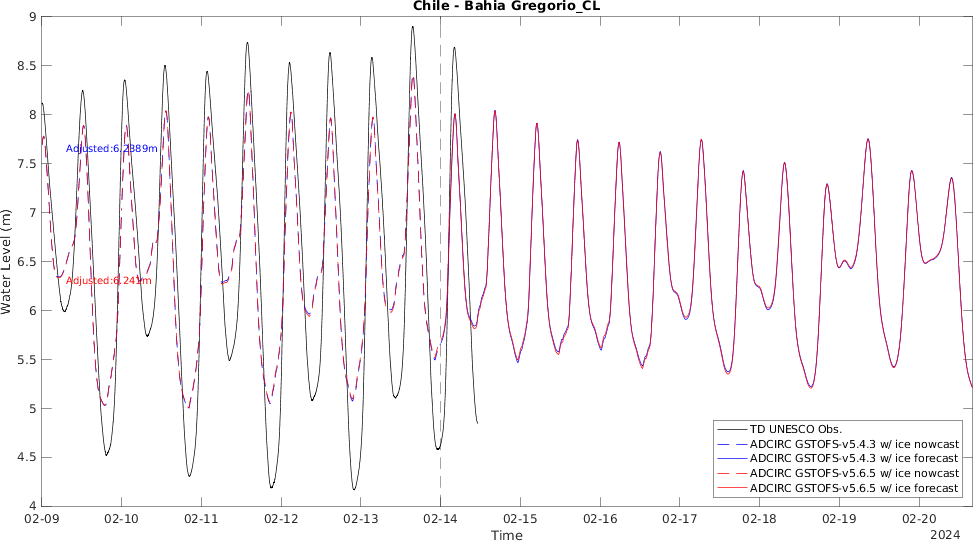 Chile - Bahia Gregorio_CL
9
8.5
8
7.5
7
6.5
6
5.5
5
4.5
4
Water Level (m)
Adjusted:6.2389m
Adjusted:6.241m
TD UNESCO Obs.
ADCIRC GSTOFS-v5.4.3 w/ ice nowcast
ADCIRC GSTOFS-v5.4.3 w/ ice forecast
ADCIRC GSTOFS-v5.6.5 w/ ice nowcast
ADCIRC GSTOFS-v5.6.5 w/ ice forecast
02-09 02-10 02-11 02-12 02-13 02-14 02-15 02-16 02-17 02-18 02-19 02-20
Time
2024